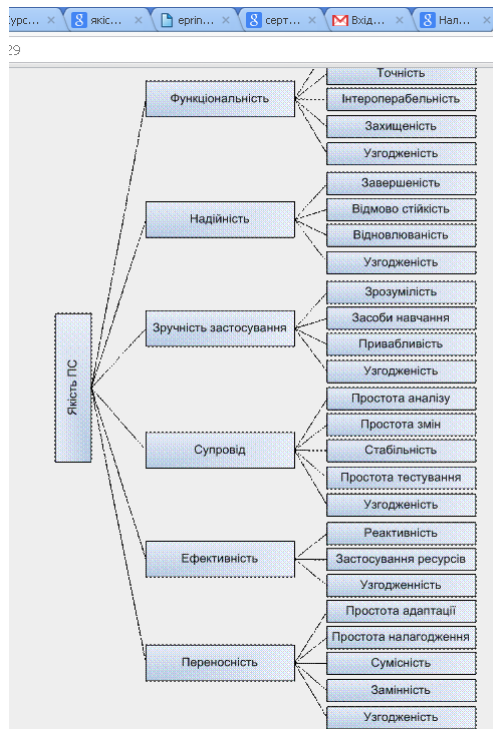 курс...
якіс...
eprin...
серт...
Вхід...
Нал...
29
Точність
Функціональність
Інтероперабельність
Захищеність
Узгодженість
Завершеність
Відмово стійкість
Надійність
Відновлюваність
Узгодженість
Зрозумілість
Засоби навчання
Зручність застосування
Привабливість
Узгодженість
Якість ПС
Простота аналізу
Простота змін
Супровід
Стабільність
Простота тестування
Узгодженість
Реактивність
Ефективність
Застосування ресурсів
Узгодженність
Простота адаптації
Простота налагодження
Переносність
Сумісність
Замінність
Узгодженість